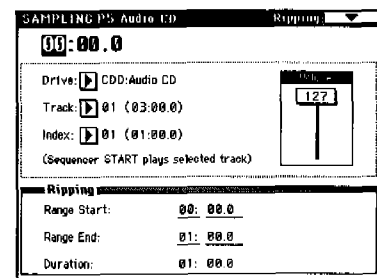 SAMPLING P5 Audio CD Ripping
00:00.0
Drive: CDD:Audio CD
Track: 01 (03:00.0)
127
Index: 01 (01:00.0)
(Sequencer START plays selected track)
Ripping
Range Start: 00: 00.0
Range End: 01: 00.0
Duration: 01: 00.0